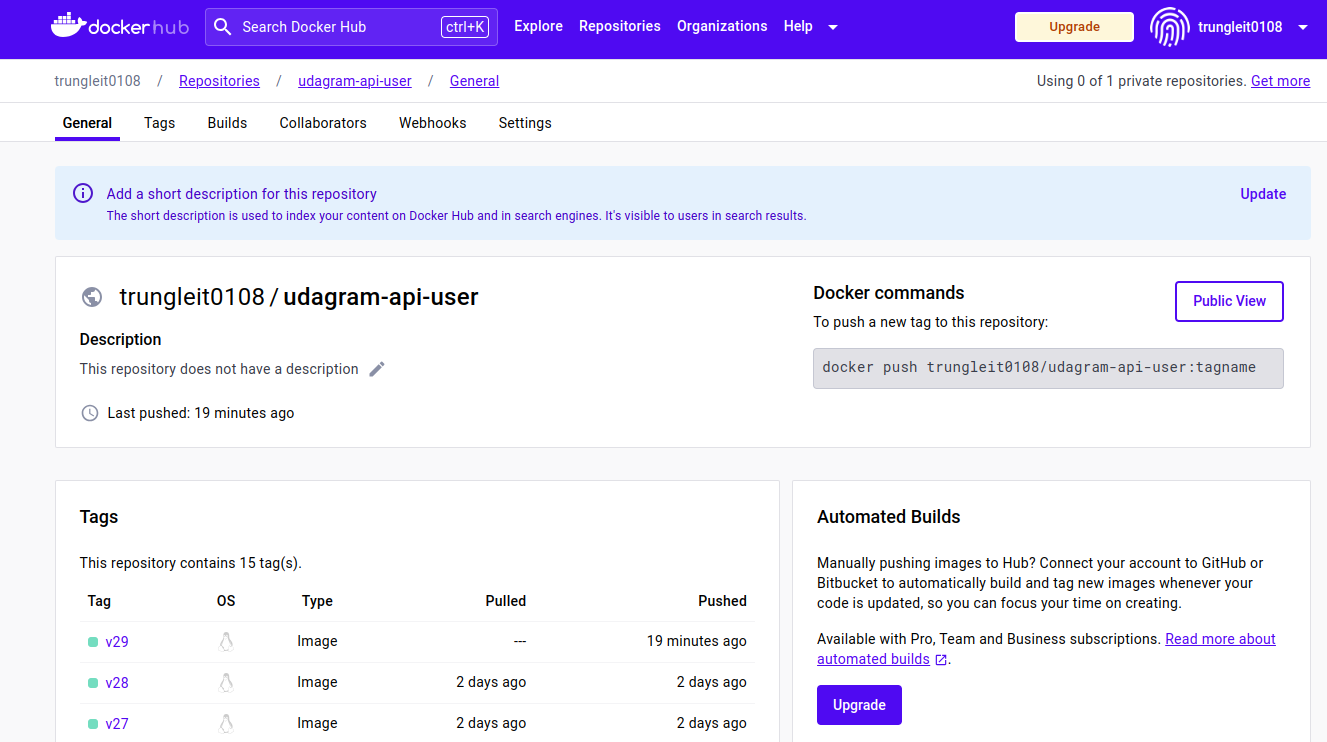 dockerhub Search Docker Hub ctrl+K Explore Repositories Organizations Help Upgrade trungleit0108
trungleit0108 / Repositories / udagram-api-user / General Using 0 of 1 private repositories. Get more
General Tags Builds Collaborators Webhooks Settings
Add a short description for this repository Update
The short description is used to index your content on Docker Hub and in search engines. It's visible to users in search results.
trungleit0108 / udagram-api-user
Description
This repository does not have a description
Last pushed: 19 minutes ago
Docker commands
Public View
To push a new tag to this repository:
docker push trungleit0108/udagram-api-user:tagname
Tags
This repository contains 15 tag(s).
Tag OS Type Pulled Pushed
v29 Image --- 19 minutes ago
v28 Image 2 days ago 2 days ago
v27 Image 2 days ago 2 days ago
Automated Builds
Manually pushing images to Hub? Connect your account to GitHub or
Bitbucket to automatically build and tag new images whenever your
code is updated, so you can focus your time on creating.
Available with Pro, Team and Business subscriptions. Read more about
automated builds .
Upgrade